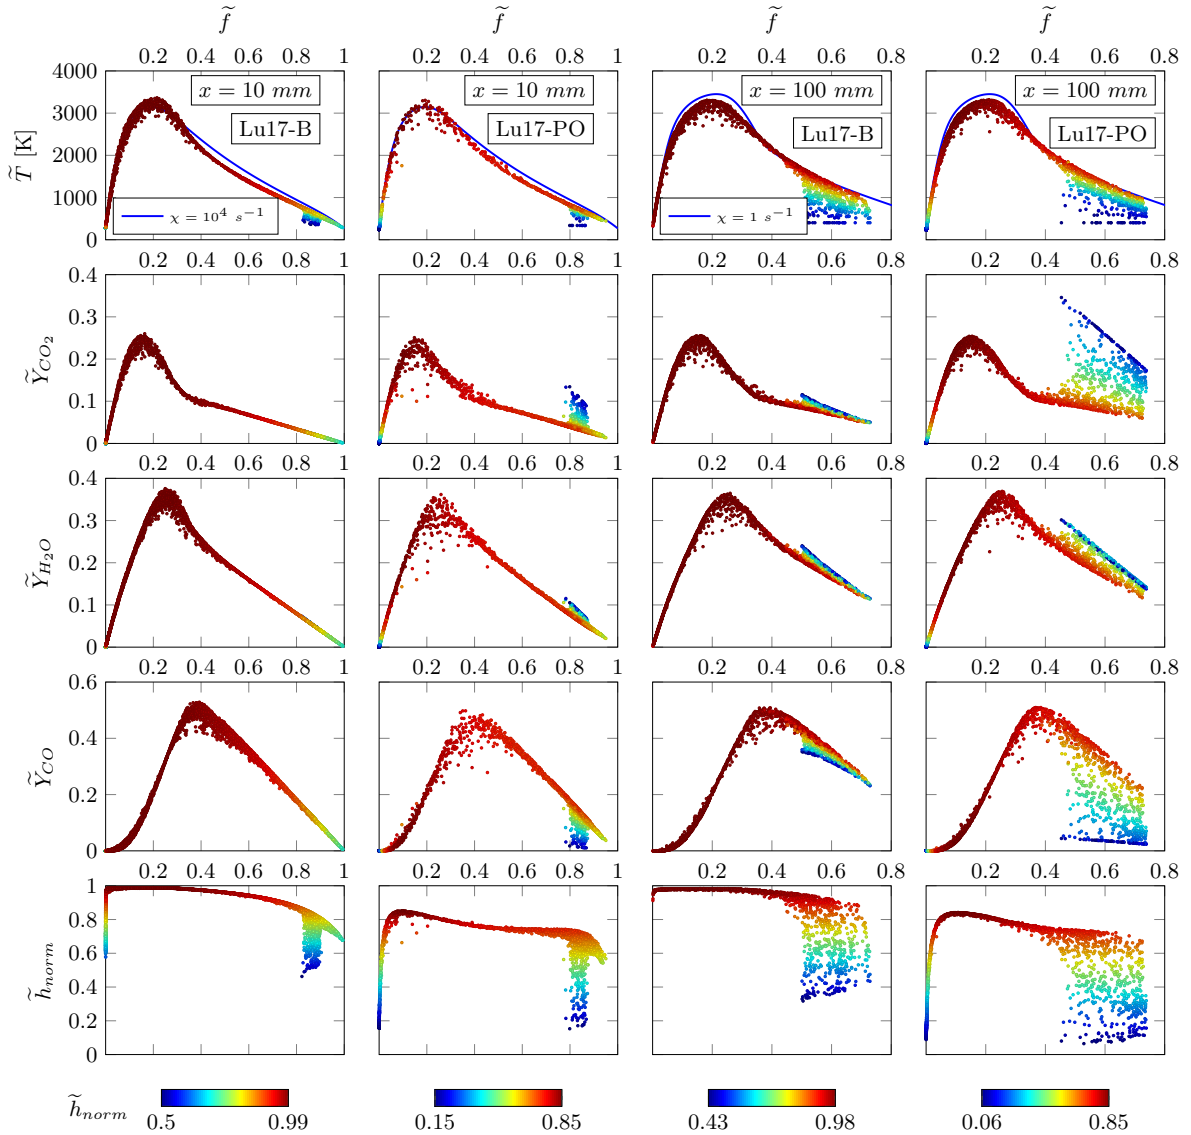 f̃ f̃ f̃ f̃
0.2 0.4 0.6 0.8 1 0.2 0.4 0.6 0.8 1 0.2 0.4 0.6 0.8 0.2 0.4 0.6 0.8
4000
3000
2000
1000
0
T̃ [K]
x = 10 mm x = 10 mm x = 100 mm x = 100 mm
Lu17-B Lu17-PO Lu17-B Lu17-PO
χ = 10⁴ s⁻¹ χ = 1 s⁻¹
0.2 0.4 0.6 0.8 1 0.2 0.4 0.6 0.8 1 0.2 0.4 0.6 0.8 0.2 0.4 0.6 0.8
0.4
0.3
0.2
0.1
0
Ỹ_{CO₂}
0.2 0.4 0.6 0.8 1 0.2 0.4 0.6 0.8 1 0.2 0.4 0.6 0.8 0.2 0.4 0.6 0.8
0.4
0.3
0.2
0.1
0
Ỹ_{H₂O}
0.2 0.4 0.6 0.8 1 0.2 0.4 0.6 0.8 1 0.2 0.4 0.6 0.8 0.2 0.4 0.6 0.8
0.6
0.4
0.2
0
Ỹ_{CO}
0.2 0.4 0.6 0.8 1 0.2 0.4 0.6 0.8 1 0.2 0.4 0.6 0.8 0.2 0.4 0.6 0.8
1
0.8
0.6
0.4
0.2
0
h̃_{norm}
h̃_{norm}
0.5 0.99 0.15 0.85 0.43 0.98 0.06 0.85